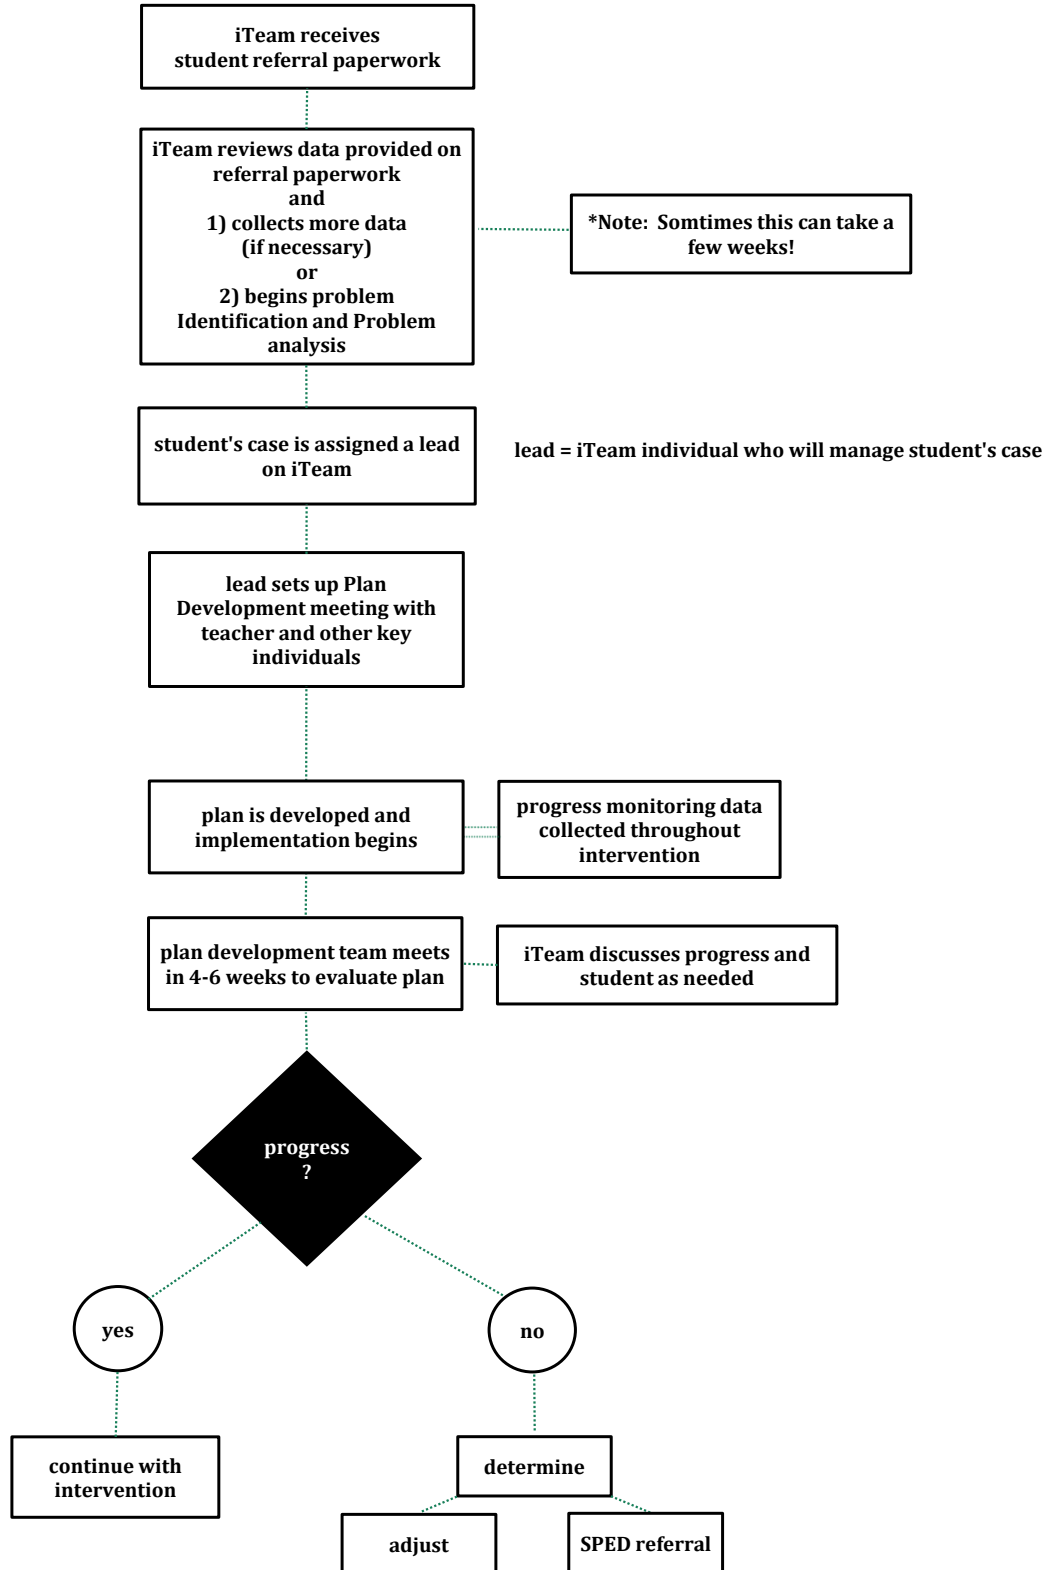 iTeam receives
student referral paperwork
iTeam reviews data provided on
referral paperwork
and
1) collects more data
(if necessary)
or
2) begins problem
Identification and Problem
analysis
*Note:  Somtimes this can take a
few weeks!
student's case is assigned a lead
on iTeam
lead = iTeam individual who will manage student's case
lead sets up Plan
Development meeting with
teacher and other key
individuals
plan is developed and
implementation begins
progress monitoring data
collected throughout
intervention
plan development team meets
in 4-6 weeks to evaluate plan
iTeam discusses progress and
student as needed
progress
?
yes
no
continue with
intervention
determine
adjust
SPED referral